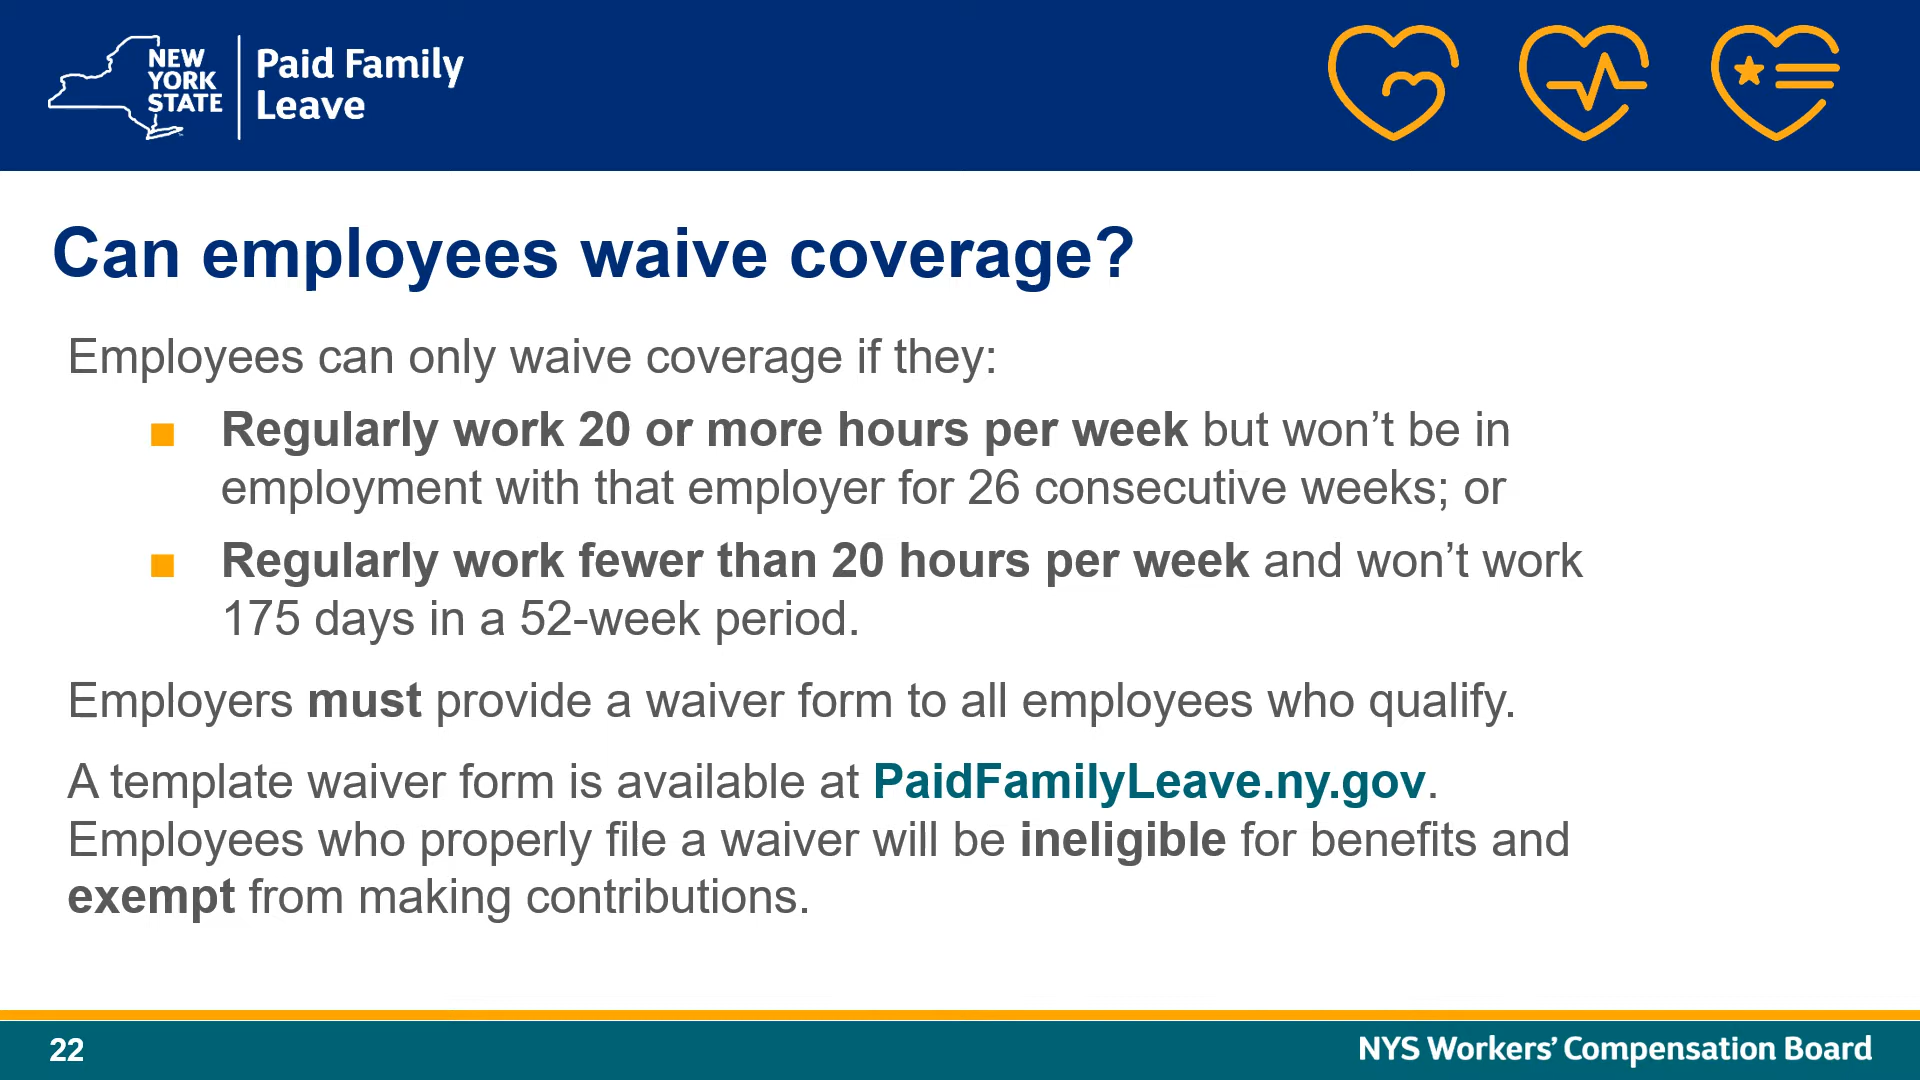 NEW
YORK
STATE
Paid Family
Leave
Can employees waive coverage?
Employees can only waive coverage if they:
■ Regularly work 20 or more hours per week but won’t be in
employment with that employer for 26 consecutive weeks; or
■ Regularly work fewer than 20 hours per week and won’t work
175 days in a 52-week period.
Employers must provide a waiver form to all employees who qualify.
A template waiver form is available at PaidFamilyLeave.ny.gov.
Employees who properly file a waiver will be ineligible for benefits and
exempt from making contributions.
22
NYS Workers’ Compensation Board